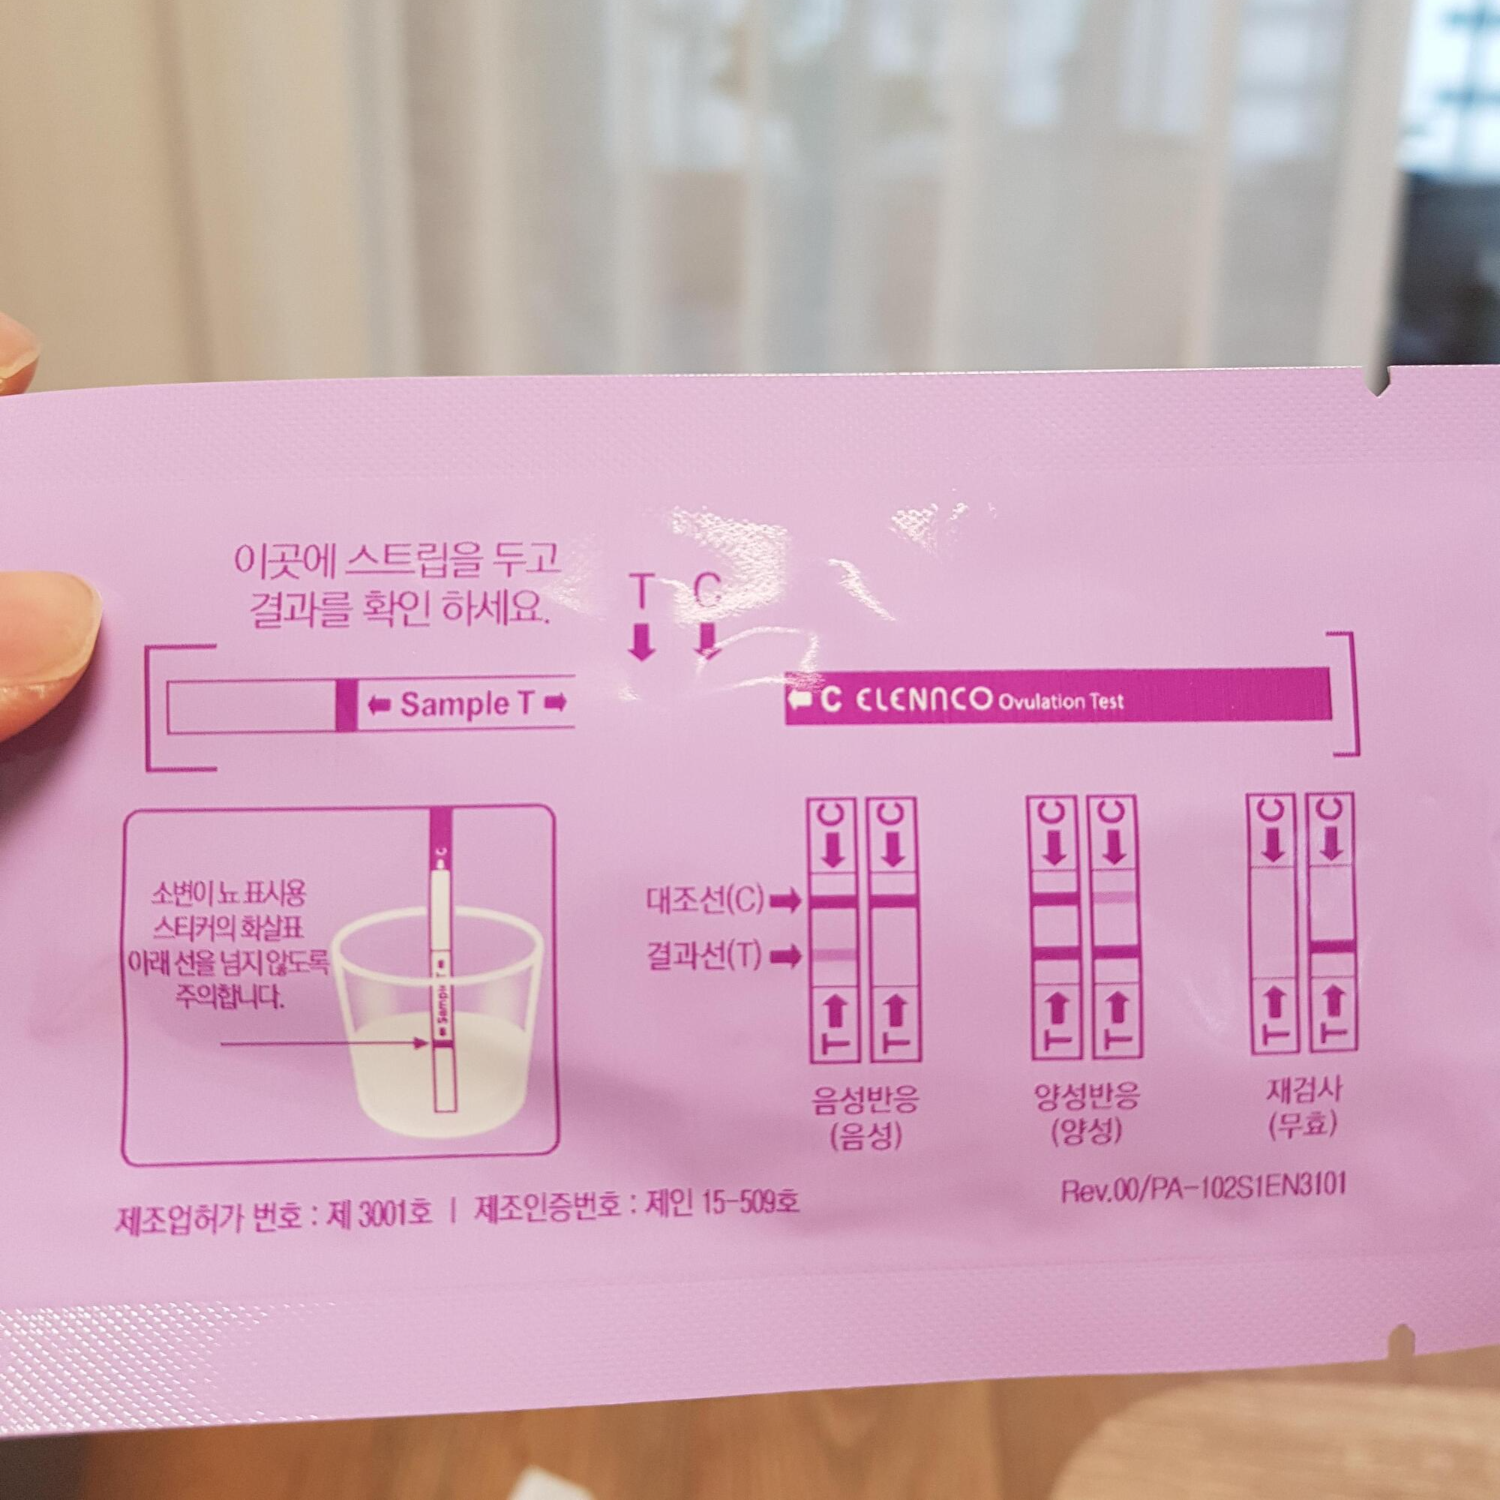 이곳에 스트립을 두고
결과를 확인 하세요.
T C
Sample T
C ELENNCO Ovulation Test
소변이 뇨 표시용
스티커의 화살표
아래 선을 넘지 않도록
주의합니다.
C
Sample T
C C C C C C
대조선(C)
결과선(T)
T T T T T T
음성반응
(음성)
양성반응
(양성)
재검사
(무효)
Rev.00/PA-102S1EN3101
제조업허가 번호 : 제 3001호 | 제조인증번호 : 제인 15-509호